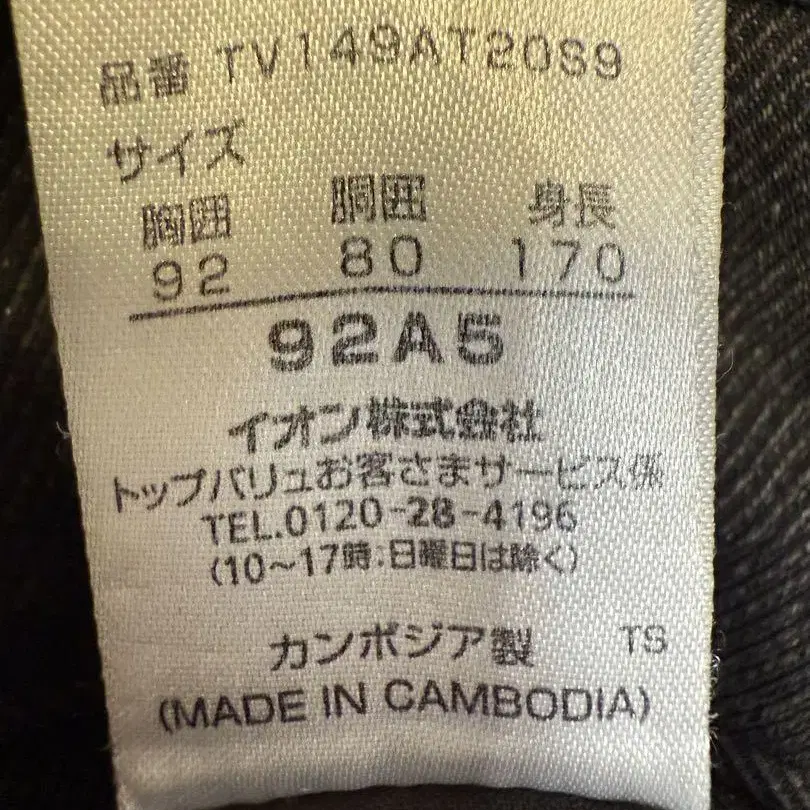 品番 TV149AT20S9
サイズ
胸囲 胴囲 身長
92 80 170
92A5
イオン株式会社
トップバリュお客さまサービス係
TEL.0120-28-4196
(10～17時:日曜日は除く)
カンボジア製 TS
(MADE IN CAMBODIA)